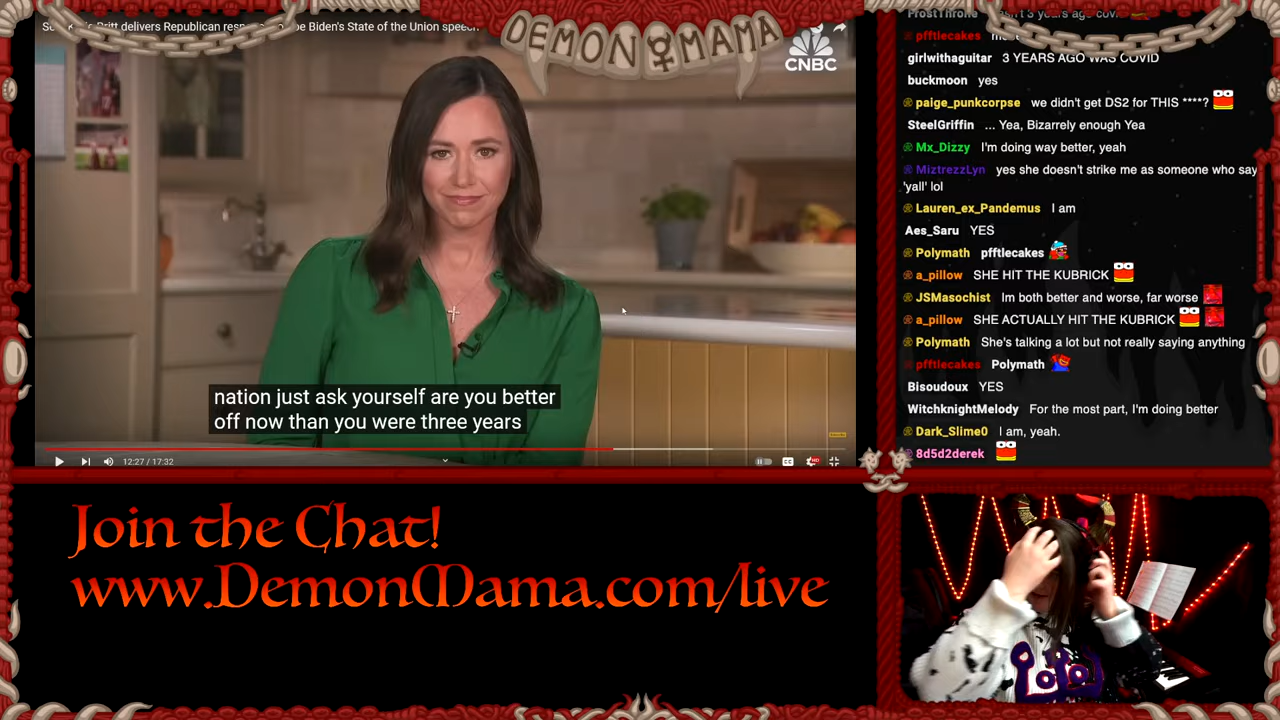 Britt delivers Republican
Biden's State of the Union speech
DEMON MAMA
CNBC
nation just ask yourself are you better
off now than you were three years
12:27 / 17:32
CC
HD
FrostThrone 3 years ago
pfftlecakes
girlwithaguitar 3 YEARS AGO WAS COVID
buckmoon yes
paige_punkcorpse we didn't get DS2 for THIS ****?
SteelGriffin ... Yea, Bizarrely enough Yea
Mx_Dizzy I'm doing way better, yeah
MiztrezzLyn yes she doesn't strike me as someone who say
'yall' lol
Lauren_ex_Pandemus I am
Aes_Saru YES
Polymath pfftlecakes
a_pillow SHE HIT THE KUBRICK
JSMasochist Im both better and worse, far worse
a_pillow SHE ACTUALLY HIT THE KUBRICK
Polymath She's talking a lot but not really saying anything
pfftlecakes Polymath
Bisoudoux YES
WitchknightMelody For the most part, I'm doing better
Dark_Slime0 I am, yeah.
8d5d2derek
Join the Chat!
www.DemonMama.com/live